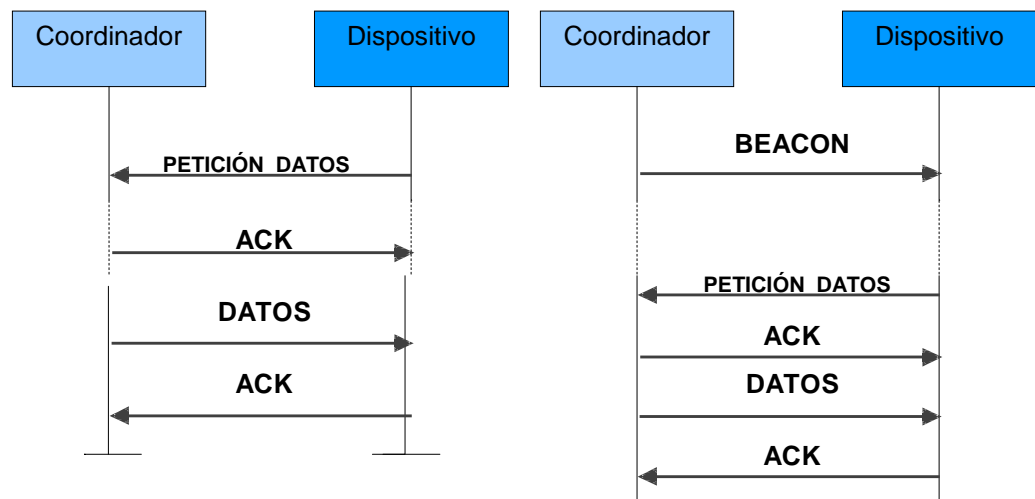 Coordinador
Dispositivo
PETICIÓN DATOS
ACK
DATOS
ACK
Coordinador
Dispositivo
BEACON
PETICIÓN DATOS
ACK
DATOS
ACK